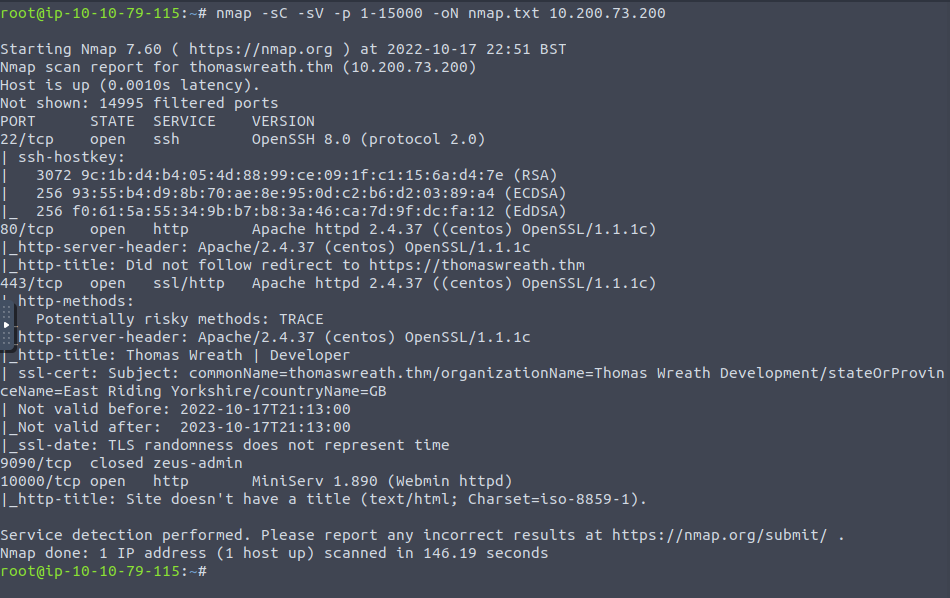 root@ip-10-10-79-115:~# nmap -sC -sV -p 1-15000 -oN nmap.txt 10.200.73.200
Starting Nmap 7.60 ( https://nmap.org ) at 2022-10-17 22:51 BST
Nmap scan report for thomaswreath.thm (10.200.73.200)
Host is up (0.0010s latency).
Not shown: 14995 filtered ports
PORT      STATE  SERVICE    VERSION
22/tcp    open   ssh        OpenSSH 8.0 (protocol 2.0)
| ssh-hostkey:
|   3072 9c:1b:d4:b4:05:4d:88:99:ce:09:1f:c1:15:6a:d4:7e (RSA)
|   256 93:55:b4:d9:8b:70:ae:8e:95:0d:c2:b6:d2:03:89:a4 (ECDSA)
|_  256 f0:61:5a:55:34:9b:b7:b8:3a:46:ca:7d:9f:dc:fa:12 (EdDSA)
80/tcp    open   http       Apache httpd 2.4.37 ((centos) OpenSSL/1.1.1c)
|_http-server-header: Apache/2.4.37 (centos) OpenSSL/1.1.1c
|_http-title: Did not follow redirect to https://thomaswreath.thm
443/tcp   open   ssl/http   Apache httpd 2.4.37 ((centos) OpenSSL/1.1.1c)
| http-methods:
    Potentially risky methods: TRACE
http-server-header: Apache/2.4.37 (centos) OpenSSL/1.1.1c
|_http-title: Thomas Wreath | Developer
| ssl-cert: Subject: commonName=thomaswreath.thm/organizationName=Thomas Wreath Development/stateOrProvin
ceName=East Riding Yorkshire/countryName=GB
| Not valid before: 2022-10-17T21:13:00
|_Not valid after:  2023-10-17T21:13:00
|_ssl-date: TLS randomness does not represent time
9090/tcp  closed zeus-admin
10000/tcp open   http       MiniServ 1.890 (Webmin httpd)
|_http-title: Site doesn't have a title (text/html; Charset=iso-8859-1).
Service detection performed. Please report any incorrect results at https://nmap.org/submit/ .
Nmap done: 1 IP address (1 host up) scanned in 146.19 seconds
root@ip-10-10-79-115:~#